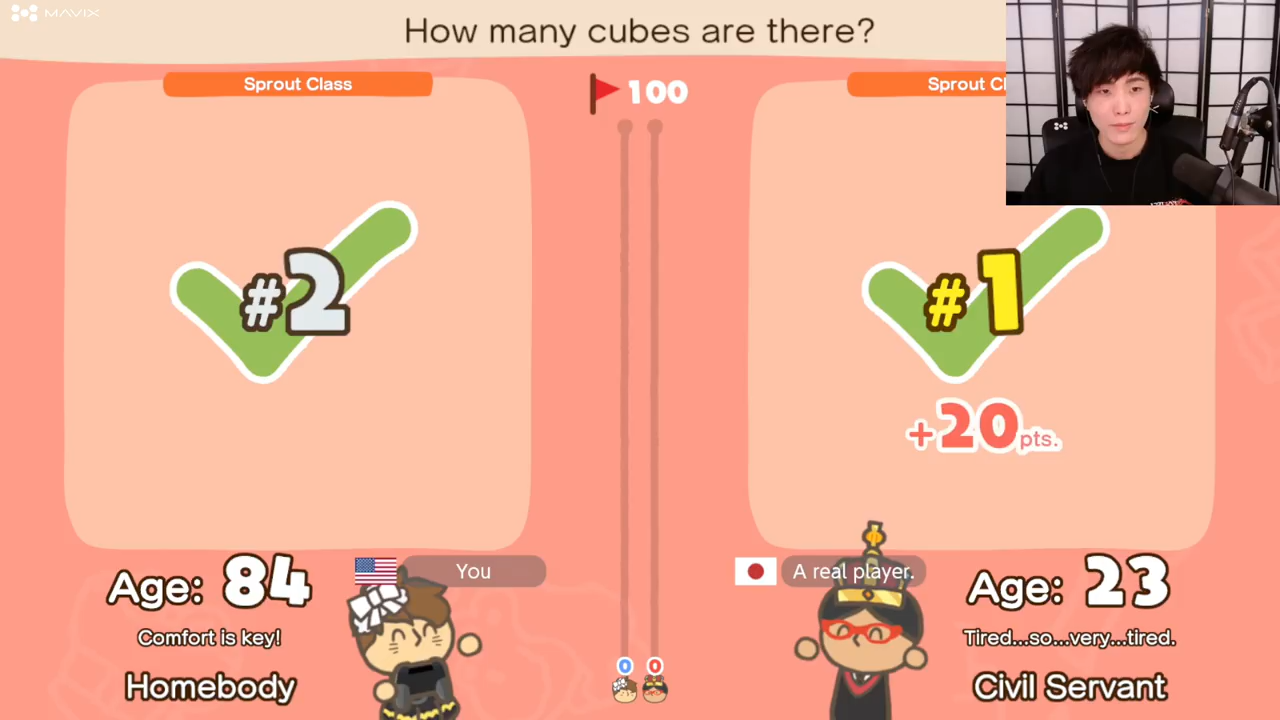 MAVIX
How many cubes are there?
Sprout Class
100
Sprout Cl
#2
#1
+20pts.
Age: 84
You
A real player.
Age: 23
Comfort is key!
Tired...so...very...tired.
Homebody
0
0
Civil Servant